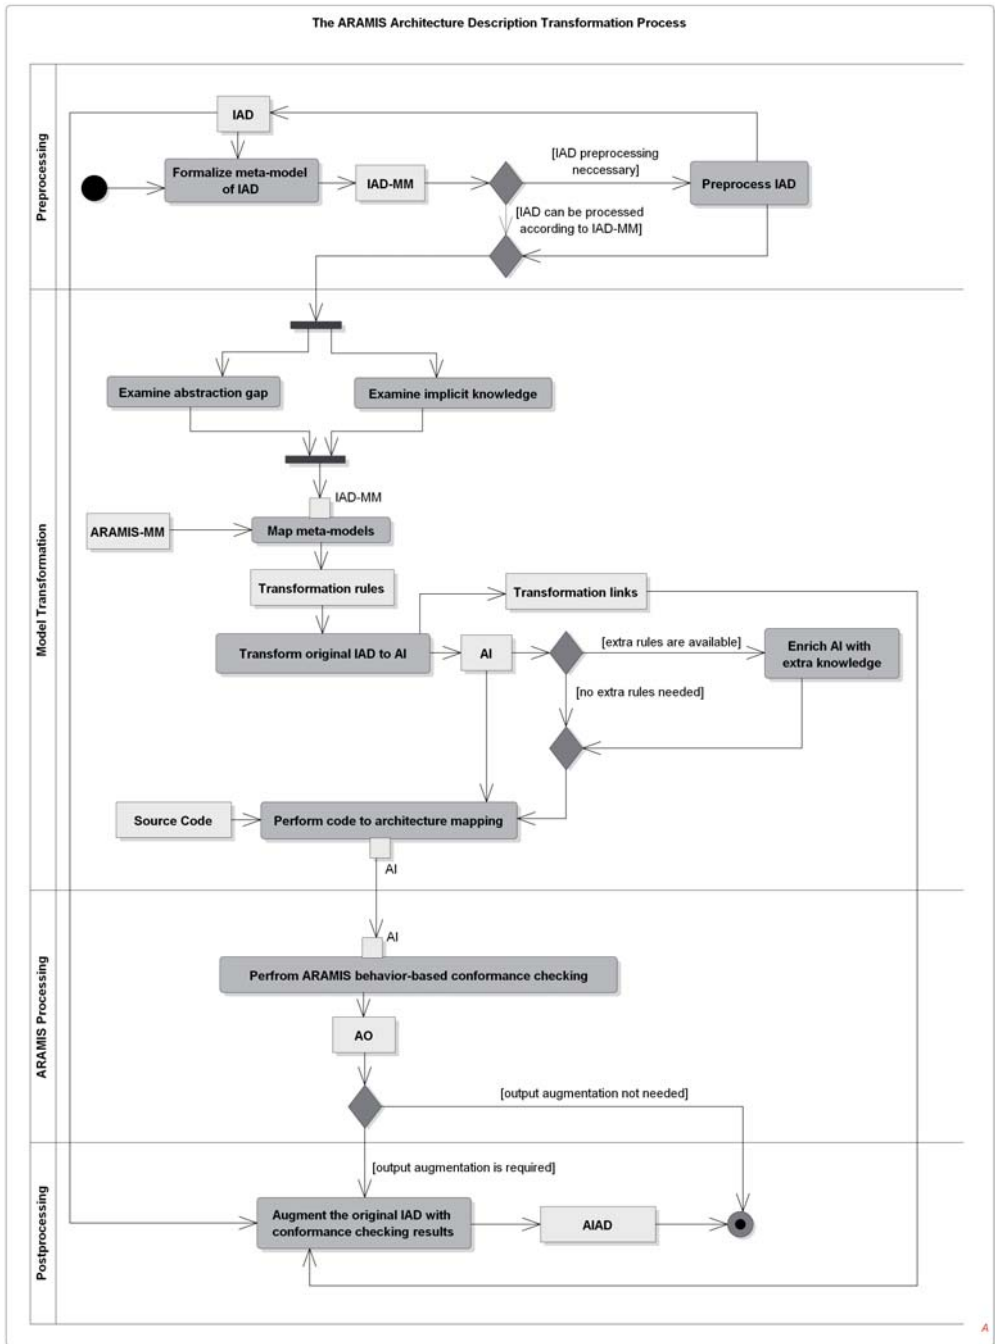 The ARAMIS Architecture Description Transformation Process
Preprocessing
IAD
Formalize meta-model
of IAD
IAD-MM
[IAD preprocessing
neccessary]
Preprocess IAD
[IAD can be processed
according to IAD-MM]
Model Transformation
Examine abstraction gap
Examine implicit knowledge
IAD-MM
ARAMIS-MM
Map meta-models
Transformation rules
Transformation links
Transform original IAD to AI
AI
[extra rules are available]
Enrich AI with
extra knowledge
[no extra rules needed]
Source Code
Perform code to architecture mapping
AI
ARAMIS Processing
AI
Perfrom ARAMIS behavior-based conformance checking
AO
[output augmentation not needed]
Postprocessing
[output augmentation is required]
Augment the original IAD with
conformance checking results
AIAD
A